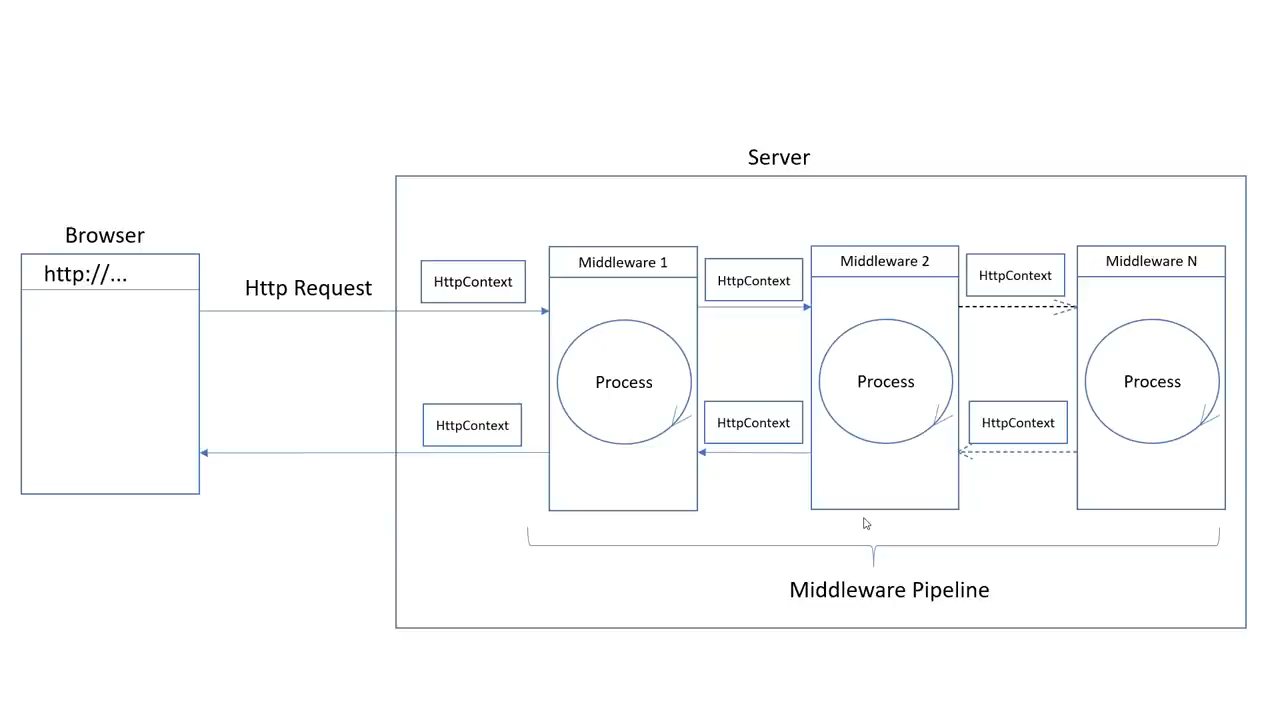 Server
Browser
http://...
Http Request
HttpContext
Middleware 1
HttpContext
Middleware 2
HttpContext
Middleware N
Process
Process
Process
HttpContext
HttpContext
HttpContext
Middleware Pipeline